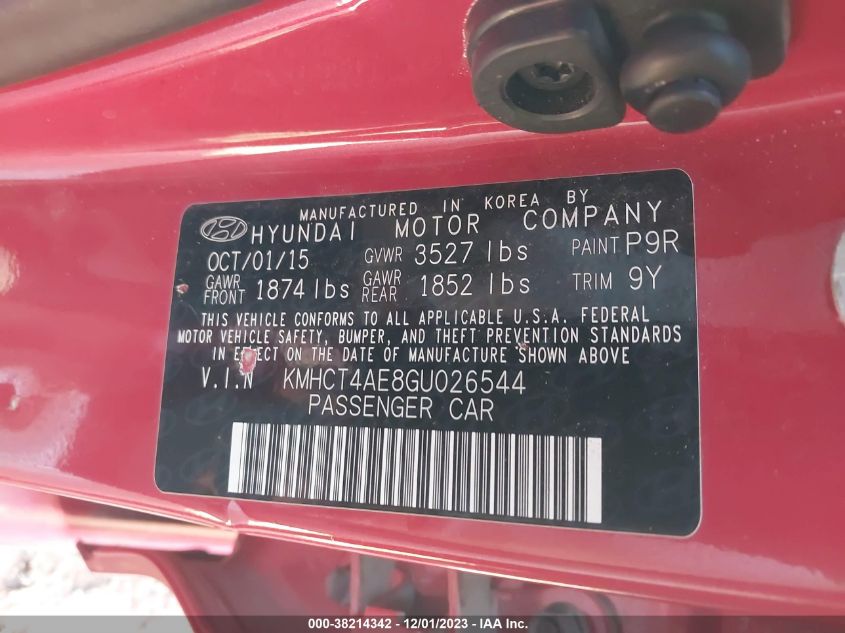 MANUFACTURED IN KOREA BY
HYUNDAI MOTOR COMPANY
OCT/01/15 GVWR 3527 lbs PAINT P9R
GAWR FRONT 1874 lbs GAWR REAR 1852 lbs TRIM 9Y
THIS VEHICLE CONFORMS TO ALL APPLICABLE U.S.A. FEDERAL
MOTOR VEHICLE SAFETY, BUMPER, AND THEFT PREVENTION STANDARDS
IN EFFECT ON THE DATE OF MANUFACTURE SHOWN ABOVE
V.I.N KMHCT4AE8GU026544
PASSENGER CAR
000-38214342 - 12/01/2023 - IAA, Inc.